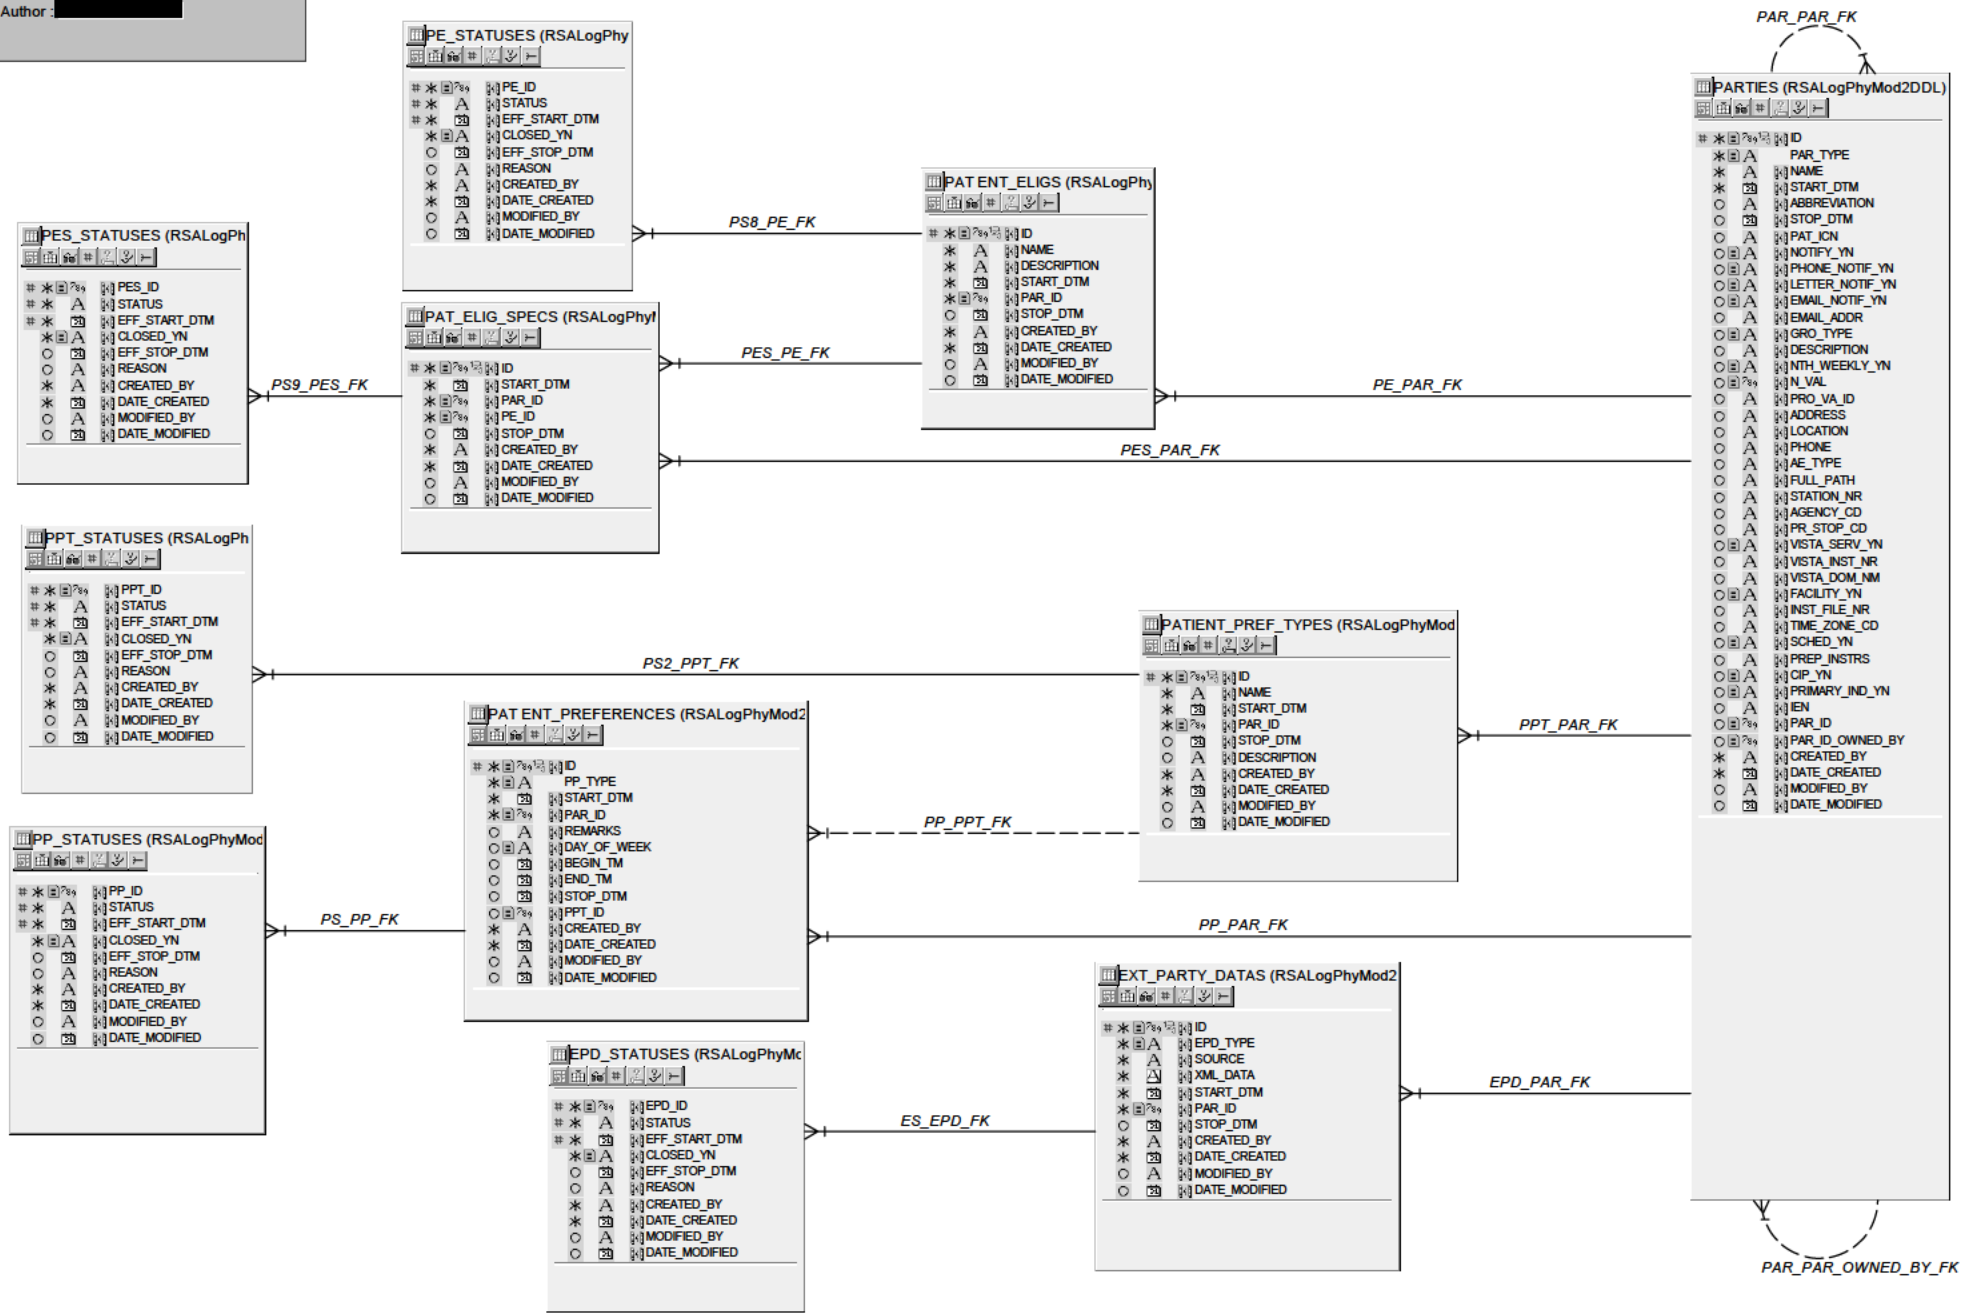 Author :
PE_STATUSES (RSALogPhy
PE_ID
STATUS
EFF_START_DTM
CLOSED_YN
EFF_STOP_DTM
REASON
CREATED_BY
DATE_CREATED
MODIFIED_BY
DATE_MODIFIED
PS8_PE_FK
PAT ENT_ELIGS (RSALogPhy
ID
NAME
DESCRIPTION
START_DTM
PAR_ID
STOP_DTM
CREATED_BY
DATE_CREATED
MODIFIED_BY
DATE_MODIFIED
PES_STATUSES (RSALogPh
PES_ID
STATUS
EFF_START_DTM
CLOSED_YN
EFF_STOP_DTM
REASON
CREATED_BY
DATE_CREATED
MODIFIED_BY
DATE_MODIFIED
PS9_PES_FK
PAT_ELIG_SPECS (RSALogPhyM
ID
START_DTM
PAR_ID
PE_ID
STOP_DTM
CREATED_BY
DATE_CREATED
MODIFIED_BY
DATE_MODIFIED
PES_PE_FK
PE_PAR_FK
PES_PAR_FK
PAR_PAR_FK
PARTIES (RSALogPhyMod2DDL)
ID
PAR_TYPE
NAME
START_DTM
ABBREVIATION
STOP_DTM
PAT_ICN
NOTIFY_YN
PHONE_NOTIF_YN
LETTER_NOTIF_YN
EMAIL_NOTIF_YN
EMAIL_ADDR
GRO_TYPE
DESCRIPTION
NTH_WEEKLY_YN
N_VAL
PRO_VA_ID
ADDRESS
LOCATION
PHONE
AE_TYPE
FULL_PATH
STATION_NR
AGENCY_CD
PR_STOP_CD
VISTA_SERV_YN
VISTA_INST_NR
VISTA_DOM_NM
FACILITY_YN
INST_FILE_NR
TIME_ZONE_CD
SCHED_YN
PREP_INSTRS
CIP_YN
PRIMARY_IND_YN
IEN
PAR_ID
PAR_ID_OWNED_BY
CREATED_BY
DATE_CREATED
MODIFIED_BY
DATE_MODIFIED
PAR_PAR_OWNED_BY_FK
PPT_STATUSES (RSALogPh
PPT_ID
STATUS
EFF_START_DTM
CLOSED_YN
EFF_STOP_DTM
REASON
CREATED_BY
DATE_CREATED
MODIFIED_BY
DATE_MODIFIED
PS2_PPT_FK
PATIENT_PREF_TYPES (RSALogPhyMod
ID
NAME
START_DTM
PAR_ID
STOP_DTM
DESCRIPTION
CREATED_BY
DATE_CREATED
MODIFIED_BY
DATE_MODIFIED
PPT_PAR_FK
PAT ENT_PREFERENCES (RSALogPhyMod2
ID
PP_TYPE
START_DTM
PAR_ID
REMARKS
DAY_OF_WEEK
BEGIN_TM
END_TM
STOP_DTM
PPT_ID
CREATED_BY
DATE_CREATED
MODIFIED_BY
DATE_MODIFIED
PP_PPT_FK
PP_PAR_FK
PP_STATUSES (RSALogPhyMod
PP_ID
STATUS
EFF_START_DTM
CLOSED_YN
EFF_STOP_DTM
REASON
CREATED_BY
DATE_CREATED
MODIFIED_BY
DATE_MODIFIED
PS_PP_FK
EXT_PARTY_DATAS (RSALogPhyMod2
ID
EPD_TYPE
SOURCE
XML_DATA
START_DTM
PAR_ID
STOP_DTM
CREATED_BY
DATE_CREATED
MODIFIED_BY
DATE_MODIFIED
EPD_PAR_FK
EPD_STATUSES (RSALogPhyMo
EPD_ID
STATUS
EFF_START_DTM
CLOSED_YN
EFF_STOP_DTM
REASON
CREATED_BY
DATE_CREATED
MODIFIED_BY
DATE_MODIFIED
ES_EPD_FK